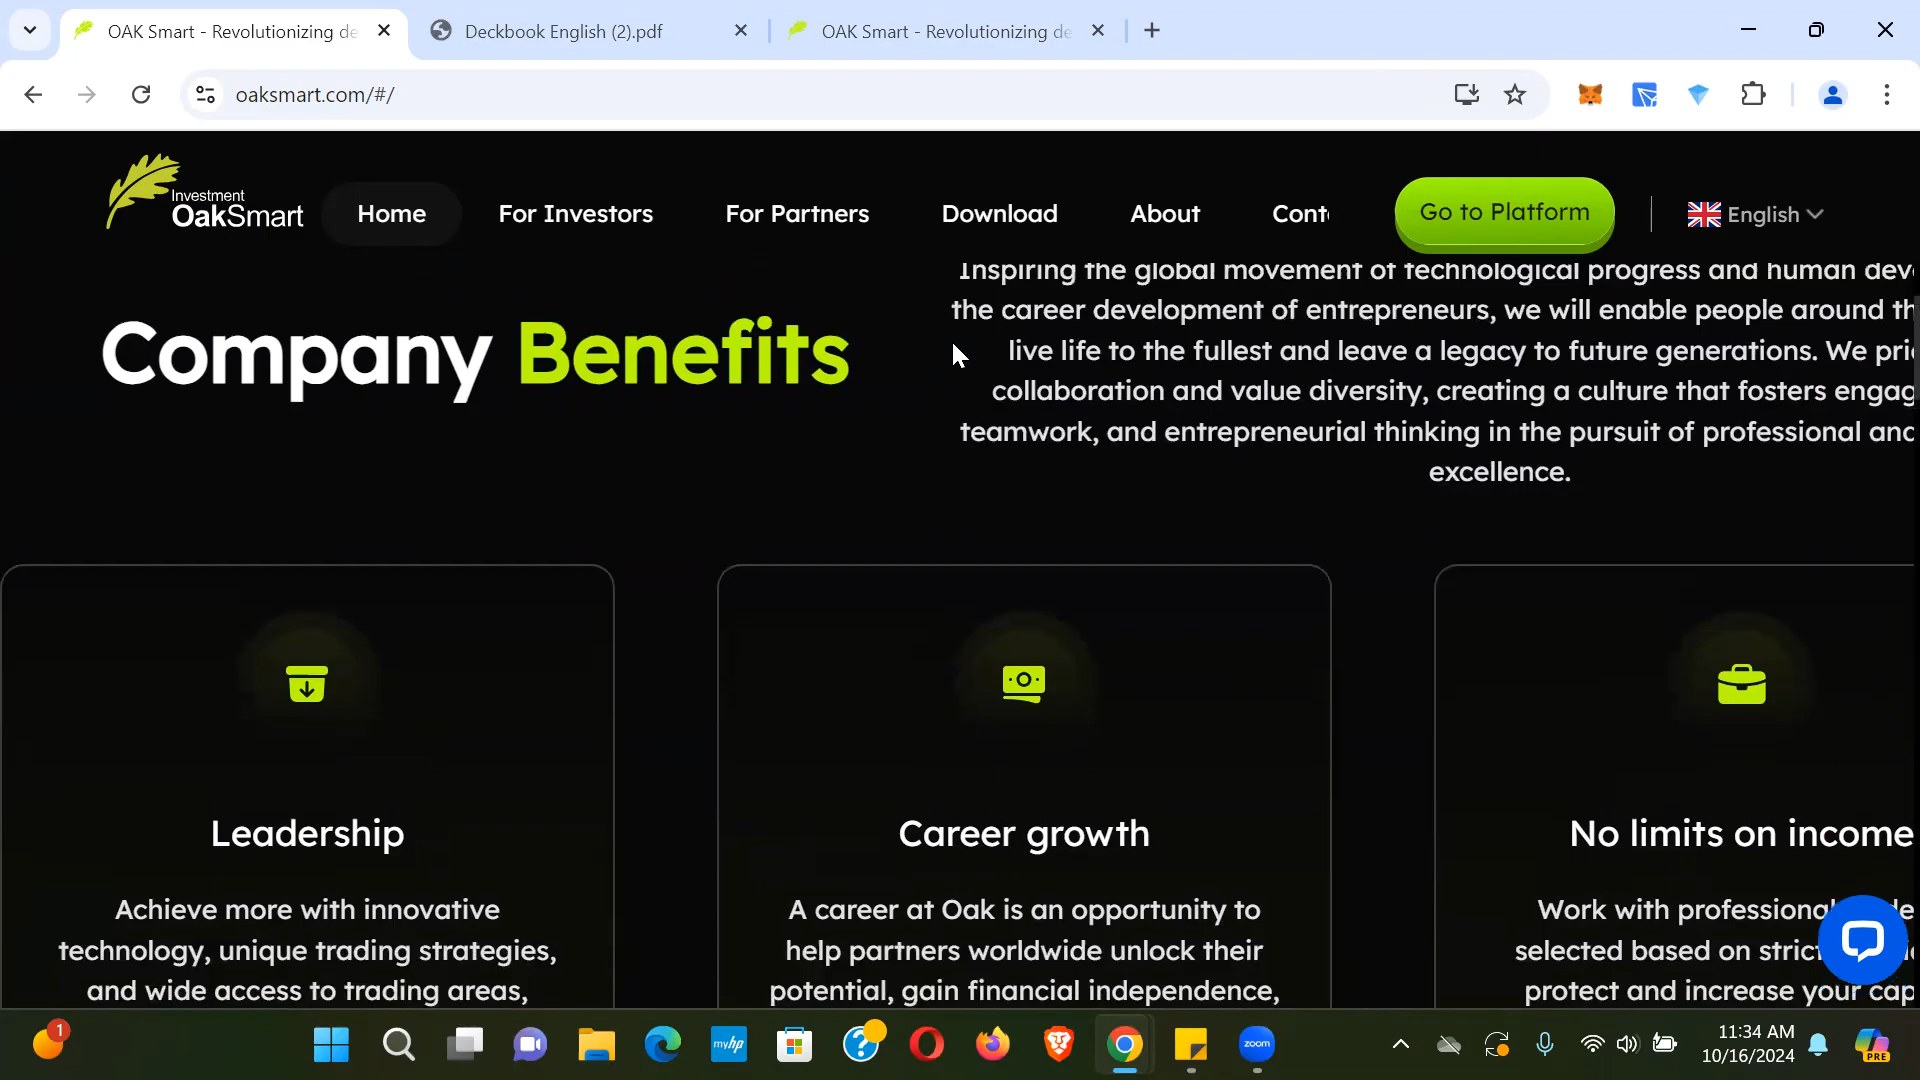 OAK Smart - Revolutionizing de
Deckbook English (2).pdf
OAK Smart - Revolutionizing de
oaksmart.com/#/
Investment
OakSmart
Home
For Investors
For Partners
Download
About
Cont
Go to Platform
English
Company Benefits
Inspiring the global movement of technological progress and human deve
the career development of entrepreneurs, we will enable people around th
live life to the fullest and leave a legacy to future generations. We pri
collaboration and value diversity, creating a culture that fosters engag
teamwork, and entrepreneurial thinking in the pursuit of professional and
excellence.
Leadership
Achieve more with innovative
technology, unique trading strategies,
and wide access to trading areas,
Career growth
A career at Oak is an opportunity to
help partners worldwide unlock their
potential, gain financial independence,
No limits on income
Work with professional
selected based on strict
protect and increase your cap
1
myhp
zoom
11:34 AM
10/16/2024
PRE